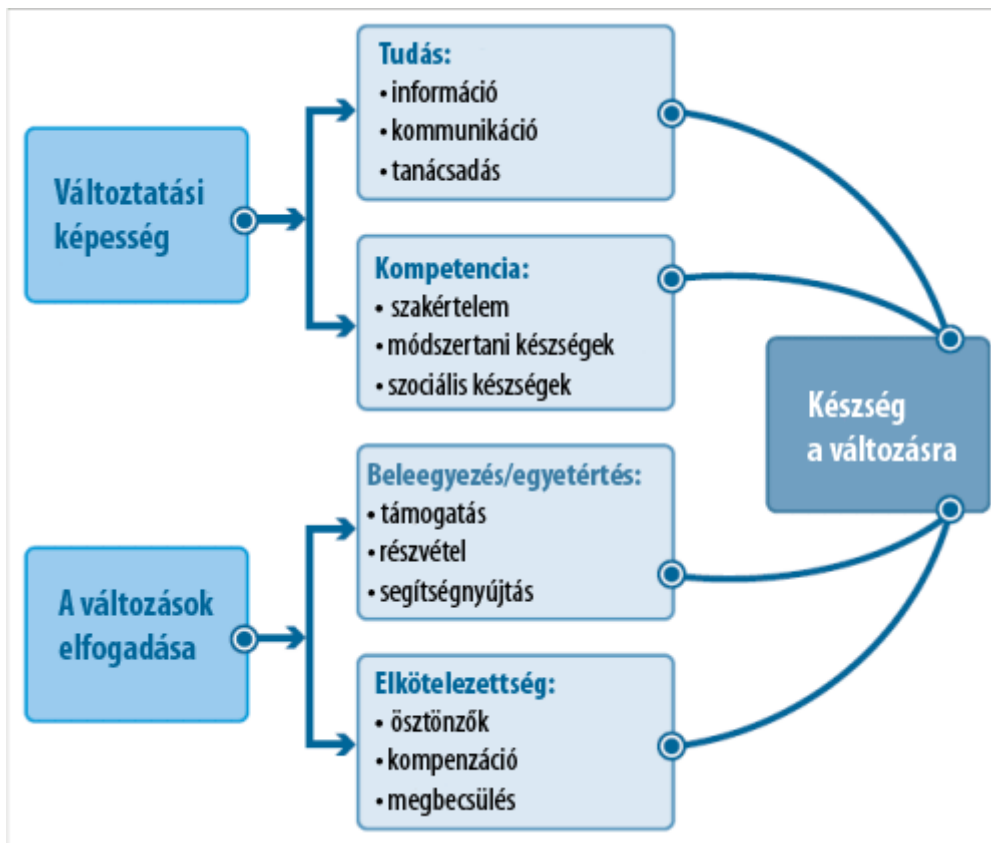 Változtatási
képesség
Tudás:
• információ
• kommunikáció
• tanácsadás
Kompetencia:
• szakértelem
• módszertani készségek
• szociális készségek
A változások
elfogadása
Beleegyezés/egyetértés:
• támogatás
• részvétel
• segítségnyújtás
Elkötelezettség:
• ösztönzők
• kompenzáció
• megbecsülés
Készség
a változásra